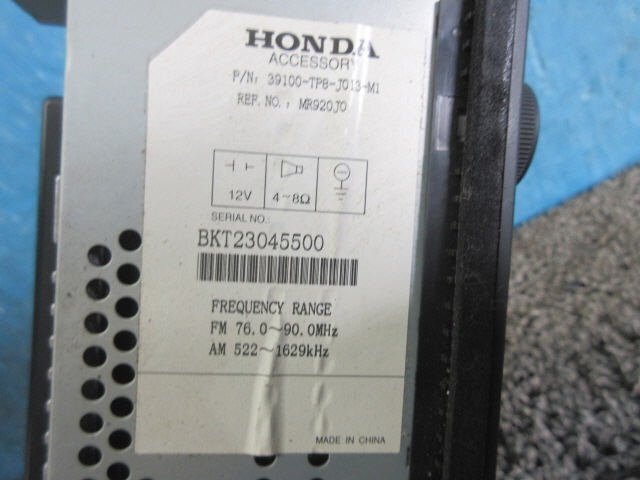 HONDA
ACCESSORY
P/N: 39100-TP8-J013-M1
REF. NO.: MR920J0
12V 4~8Ω
SERIAL NO.:
BKT23045500
FREQUENCY RANGE
FM 76.0~90.0MHz
AM 522~1629kHz
MADE IN CHINA